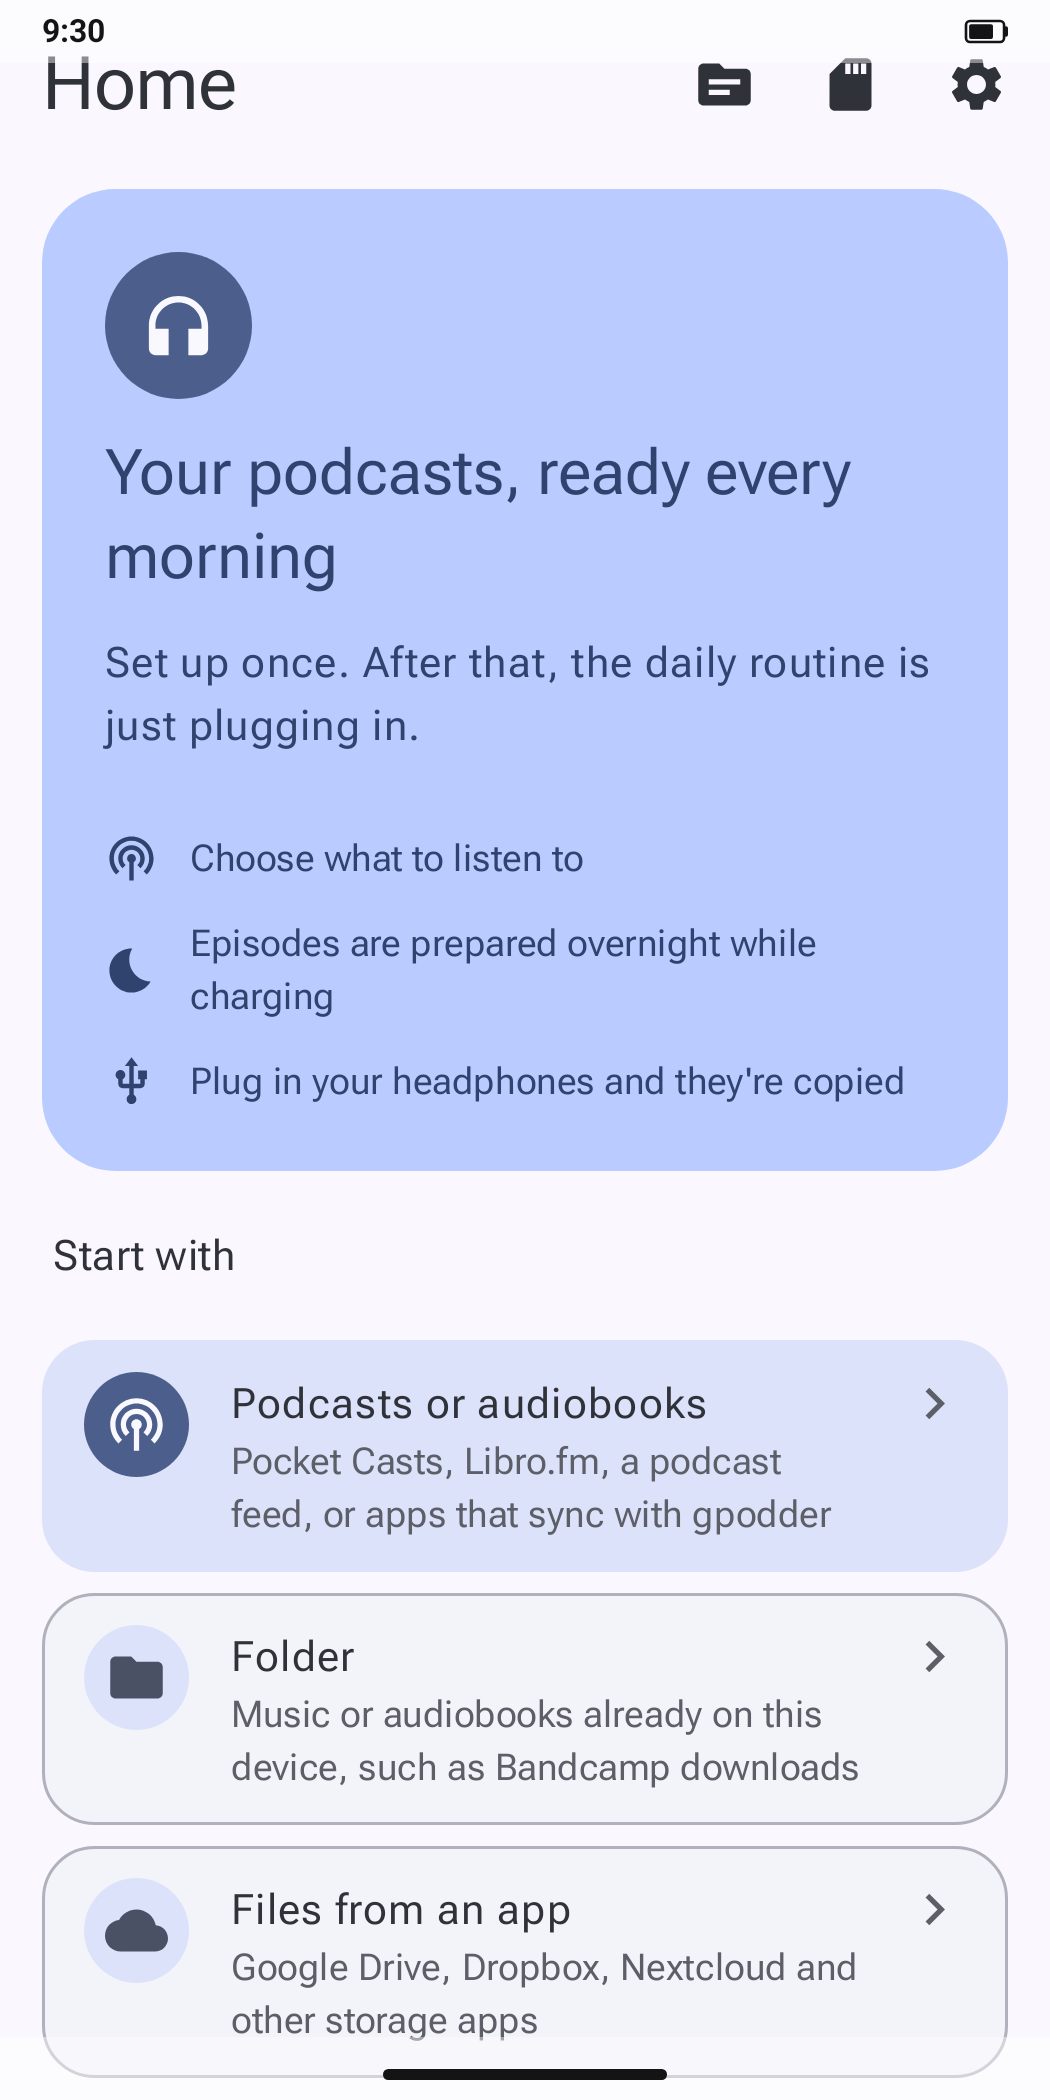 9:30
Home
Your podcasts, ready every
morning
Set up once. After that, the daily routine is
just plugging in.
Choose what to listen to
Episodes are prepared overnight while
charging
Plug in your headphones and they're copied
Start with
Podcasts or audiobooks
Pocket Casts, Libro.fm, a podcast
feed, or apps that sync with gpodder
Folder
Music or audiobooks already on this
device, such as Bandcamp downloads
Files from an app
Google Drive, Dropbox, Nextcloud and
other storage apps